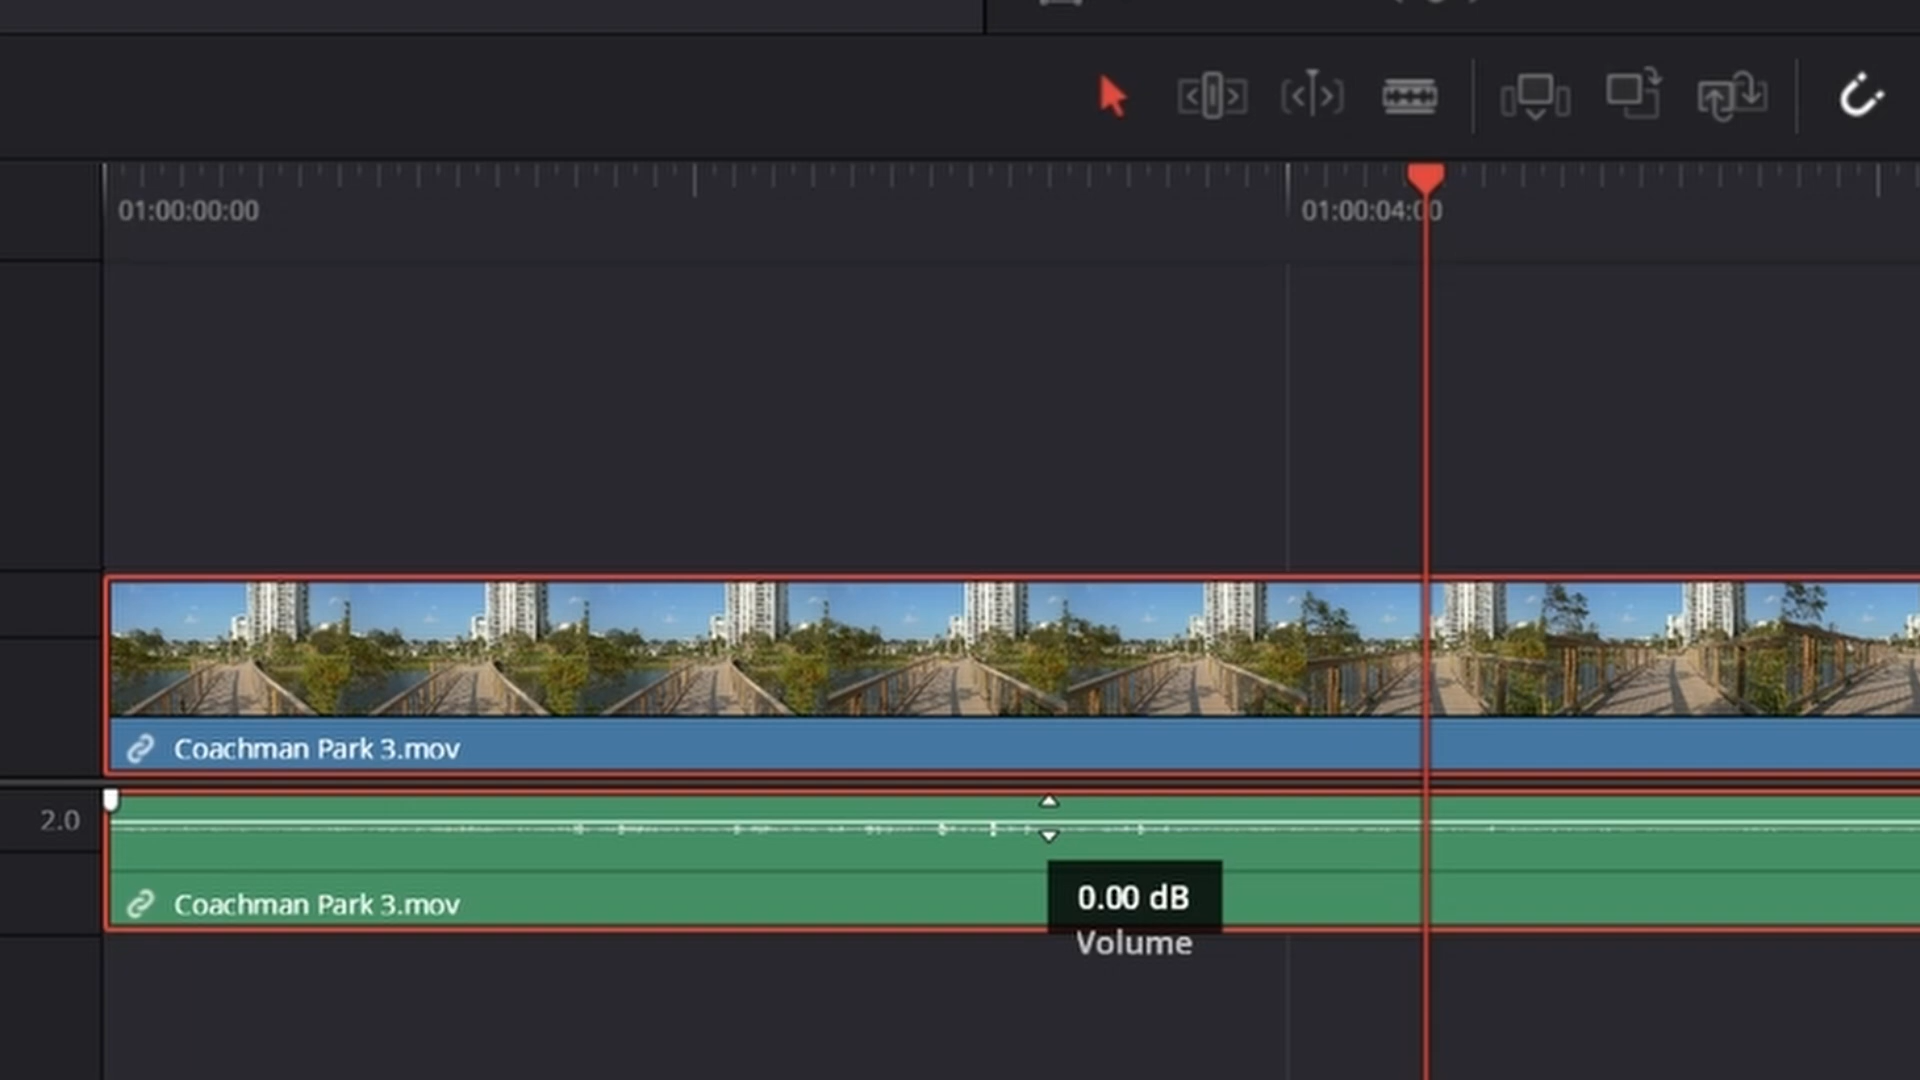 01:00:00:00
01:00:04:00
Coachman Park 3.mov
2.0
Coachman Park 3.mov
0.00 dB
Volume